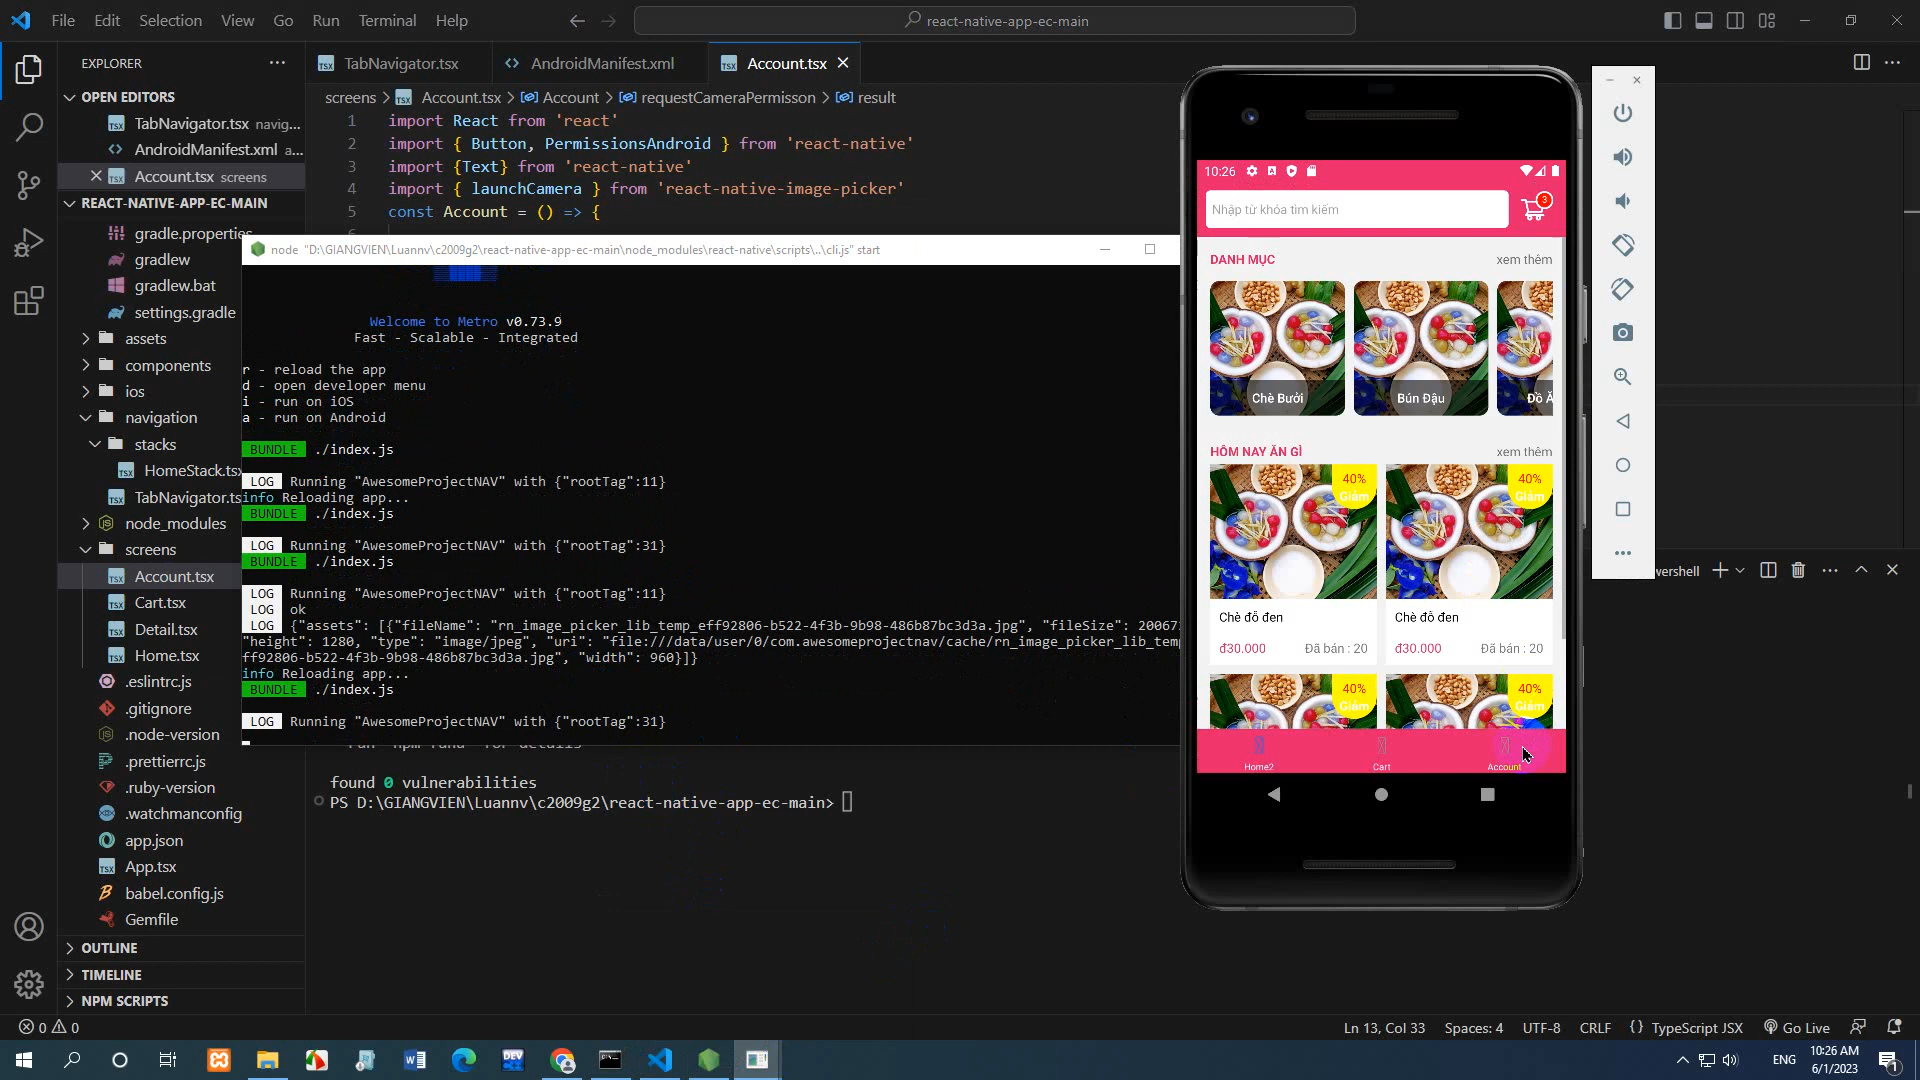 File Edit Selection View Go Run Terminal Help
react-native-app-ec-main
EXPLORER
OPEN EDITORS
TabNavigator.tsx navig...
AndroidManifest.xml a...
Account.tsx screens
REACT-NATIVE-APP-EC-MAIN
gradle.properties
gradlew
gradlew.bat
settings.gradle
assets
components
ios
navigation
stacks
HomeStack.tsx
TabNavigator.ts
node_modules
screens
Account.tsx
Cart.tsx
Detail.tsx
Home.tsx
.eslintrc.js
.gitignore
.node-version
.prettierrc.js
.ruby-version
.watchmanconfig
app.json
App.tsx
babel.config.js
Gemfile
OUTLINE
TIMELINE
NPM SCRIPTS
TabNavigator.tsx
AndroidManifest.xml
Account.tsx
screens > Account.tsx > Account > requestCameraPermisson > result
1 import React from 'react'
2 import { Button, PermissionsAndroid } from 'react-native'
3 import {Text} from 'react-native'
4 import { launchCamera } from 'react-native-image-picker'
5 const Account = () => {
node "D:\GIANGVIEN\Luannv\c2009g2\react-native-app-ec-main\node_modules\react-native\scripts\..\cli.js" start
Welcome to Metro v0.73.9
Fast - Scalable - Integrated
r - reload the app
d - open developer menu
i - run on iOS
a - run on Android
BUNDLE ./index.js
LOG Running "AwesomeProjectNAV" with {"rootTag":11}
info Reloading app...
BUNDLE ./index.js
LOG Running "AwesomeProjectNAV" with {"rootTag":31}
BUNDLE ./index.js
LOG Running "AwesomeProjectNAV" with {"rootTag":11}
LOG ok
LOG {"assets": [{"fileName": "rn_image_picker_lib_temp_eff92806-b522-4f3b-9b98-486b87bc3d3a.jpg", "fileSize": 20067
"height": 1280, "type": "image/jpeg", "uri": "file:///data/user/0/com.awesomeprojectnav/cache/rn_image_picker_lib_temp
ff92806-b522-4f3b-9b98-486b87bc3d3a.jpg", "width": 960}]}
info Reloading app...
BUNDLE ./index.js
LOG Running "AwesomeProjectNAV" with {"rootTag":31}
found 0 vulnerabilities
PS D:\GIANGVIEN\Luannv\c2009g2\react-native-app-ec-main>
10:26
Nhập từ khóa tìm kiếm
3
DANH MỤC xem thêm
Chè Bưởi
Bún Đậu
Đồ Ă
HÔM NAY ĂN GÌ xem thêm
40%
Giảm
40%
Giảm
Chè đỗ đen
Chè đỗ đen
đ30.000 Đã bán : 20
đ30.000 Đã bán : 20
40%
Giảm
40%
Giảm
Home2
Cart
Account
wershell
0 0
Ln 13, Col 33 Spaces: 4 UTF-8 CRLF {} TypeScript JSX Go Live
DEV
ENG
10:26 AM
6/1/2023
1